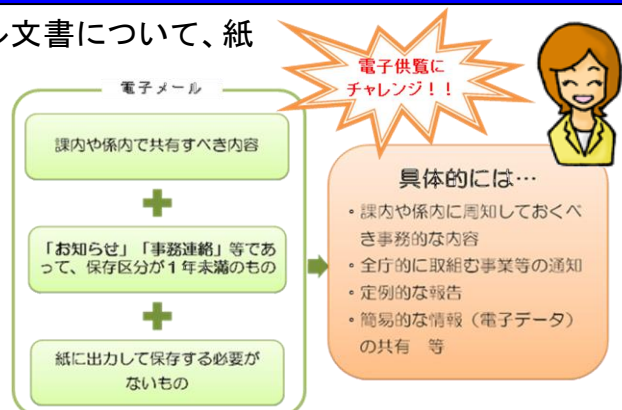 ル文書について、紙
電子供覧に
チャレンジ！！
電子メール
課内や係内で共有すべき内容
＋
「お知らせ」「事務連絡」等であ
って、保存区分が１年未満のもの
＋
紙に出力して保存する必要が
ないもの
具体的には…
・課内や係内に周知しておくべ
き事務的な内容
・全庁的に取組む事業等の通知
・定例的な報告
・簡易的な情報（電子データ）
の共有　等